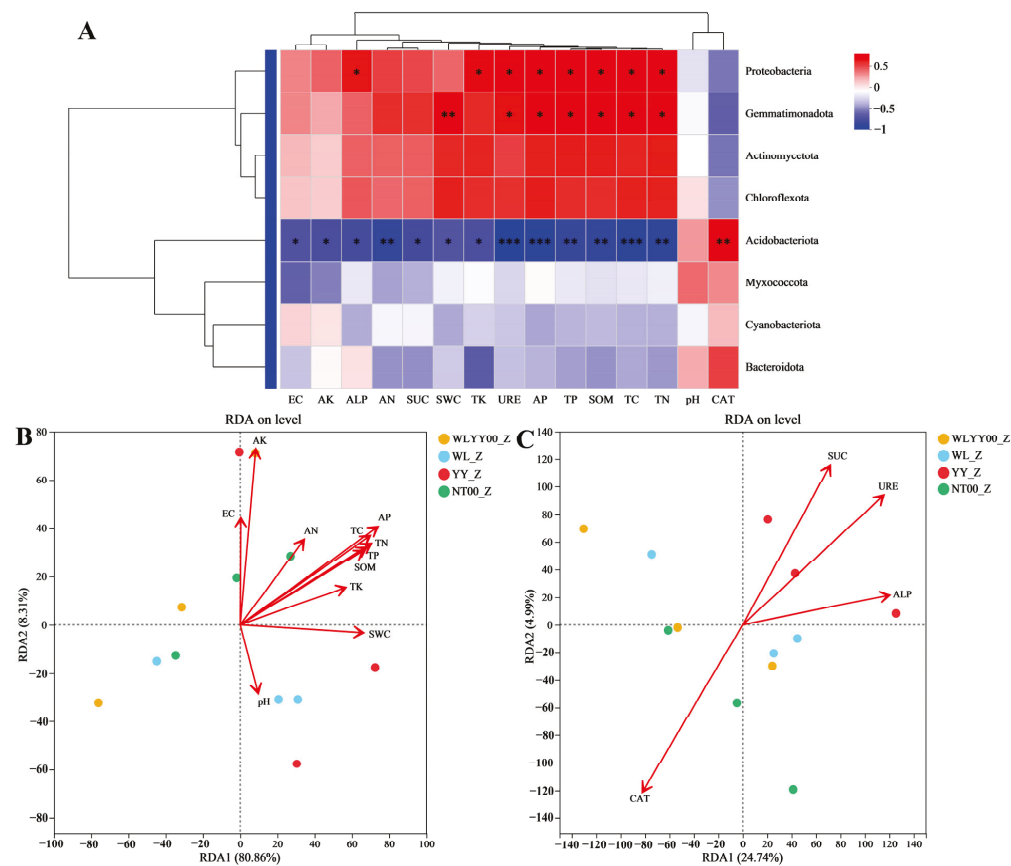 A
0.5
0
−0.5
−1
* * * * * * * * *
Proteobacteria
** * * * * * *
Gemmatimonadota
Actinomycetota
Chloroflexota
* * * ** * * * *** *** ** ** *** ** **
Acidobacteriota
Myxococcota
Cyanobacteriota
Bacteroidota
EC AK ALP AN SUC SWC TK URE AP TP SOM TC TN pH CAT
B
RDA on level
WLYY00_Z
WL_Z
YY_Z
NT00_Z
AK
EC
AN
TC
AP
TN
TP
SOM
TK
SWC
pH
80
60
40
20
0
−20
−40
−60
−80
RDA2 (8.31%)
−100 −80 −60 −40 −20 0 20 40 60 80 100
RDA1 (80.86%)
C
RDA on level
WLYY00_Z
WL_Z
YY_Z
NT00_Z
SUC
URE
ALP
CAT
140
120
100
80
60
40
20
0
−20
−40
−60
−80
−100
−120
−140
RDA2 (4.99%)
−150 −120 −100 −80 −60 −40 −20 0 20 40 60 80 100 120 150
RDA1 (24.74%)